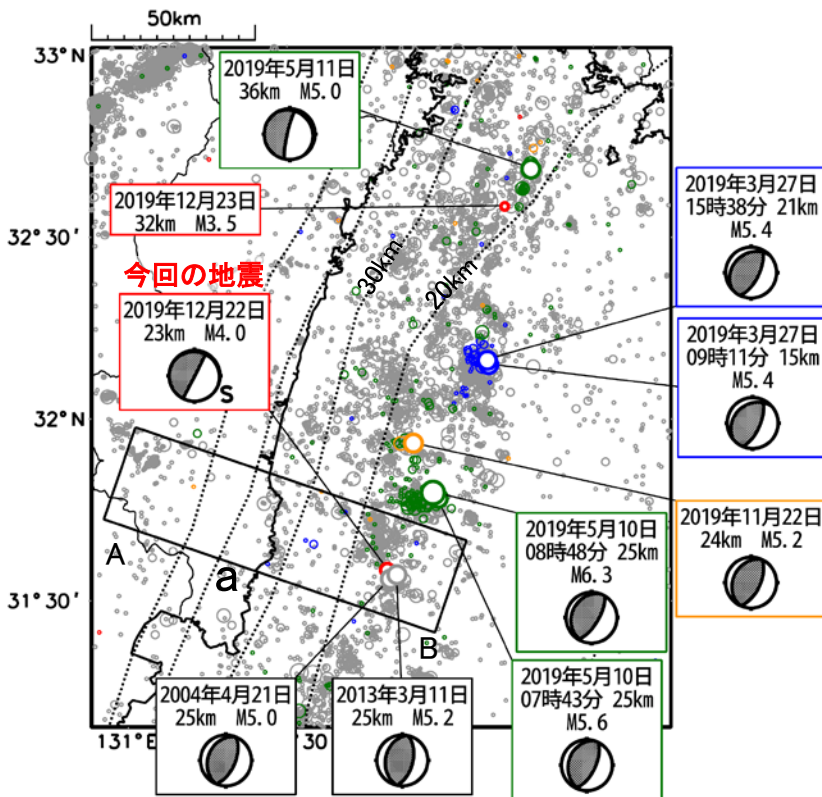 50km
33°N
2019年5月11日
36km M5.0
2019年3月27日
15時38分 21km
M5.4
2019年12月23日
32km M3.5
32°30′
30km
20km
今回の地震
2019年12月22日
23km M4.0
S
2019年3月27日
09時11分 15km
M5.4
32°N
2019年11月22日
24km M5.2
2019年5月10日
08時48分 25km
M6.3
A
a
31°30′
B
2019年5月10日
07時43分 25km
M5.6
2004年4月21日
25km M5.0
2013年3月11日
25km M5.2
131°E
30